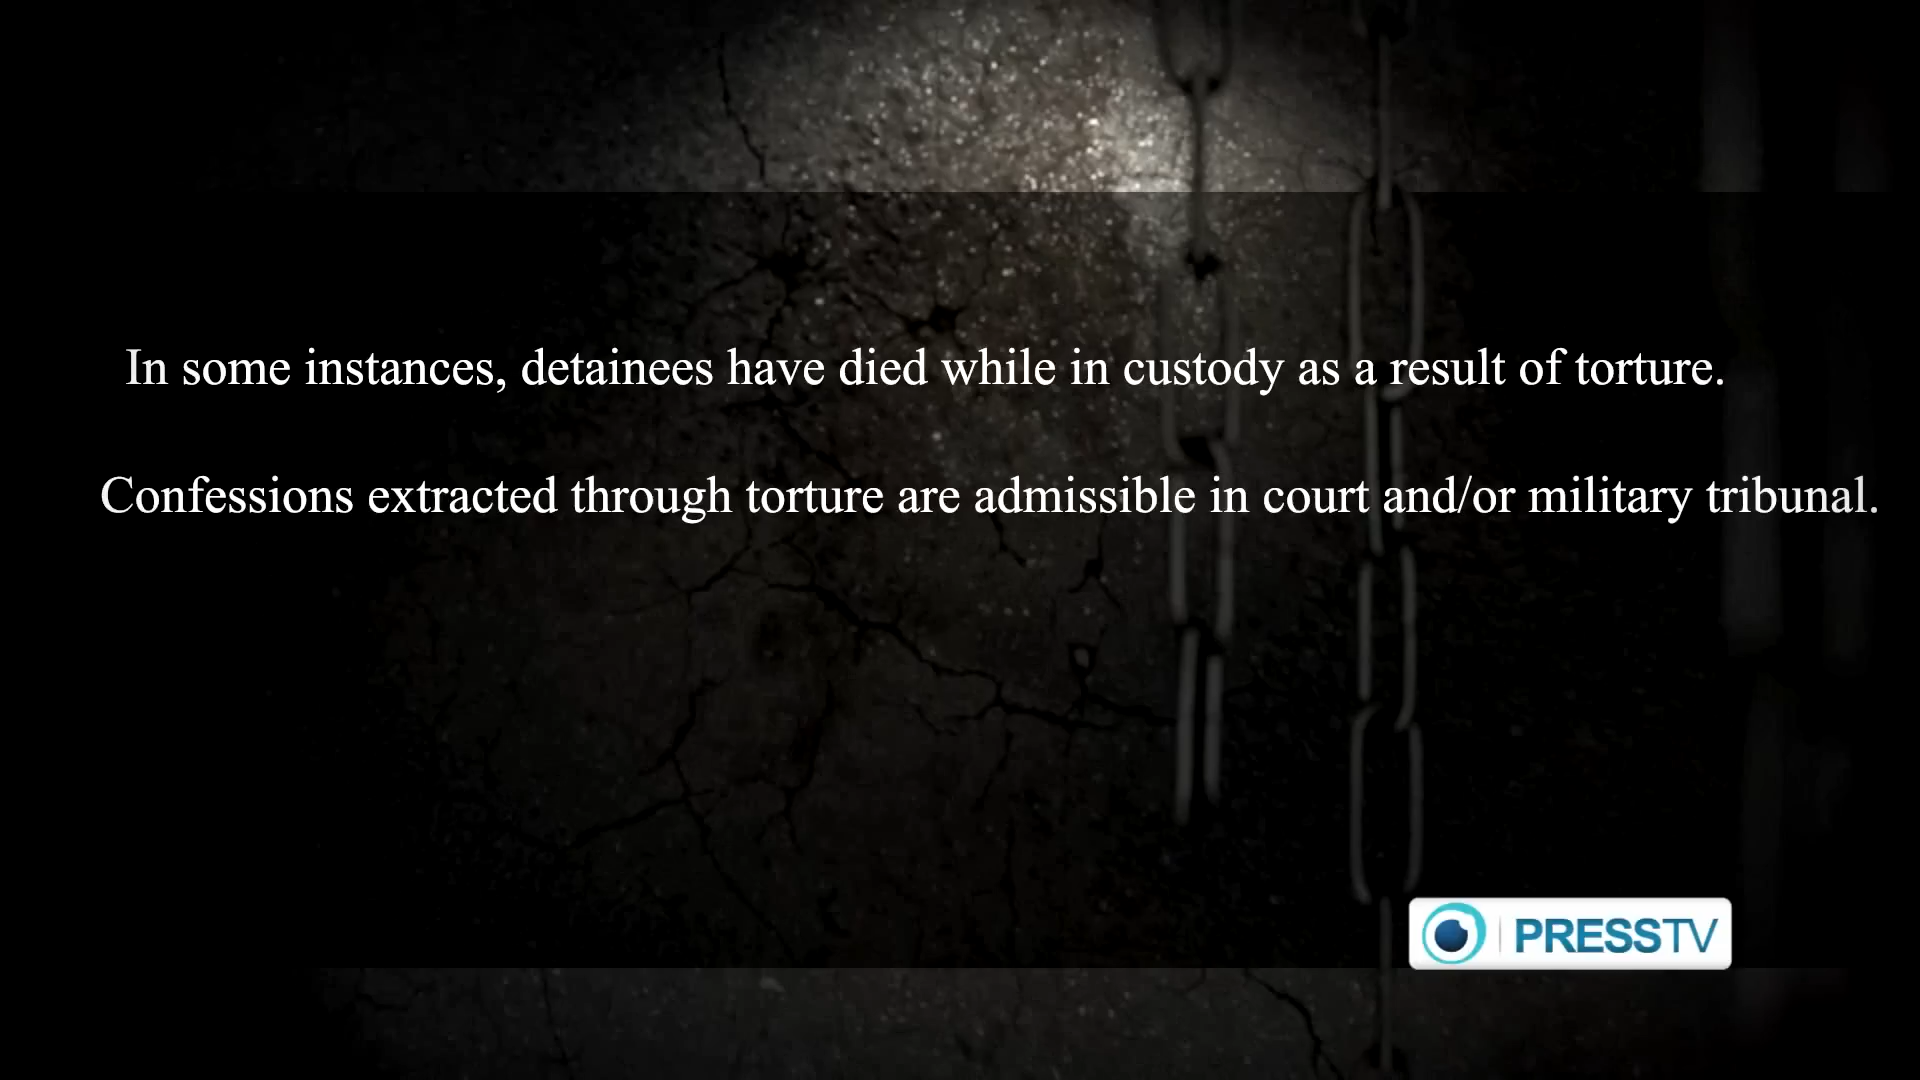 In some instances, detainees have died while in custody as a result of torture.
Confessions extracted through torture are admissible in court and/or military tribunal.
PRESSTV